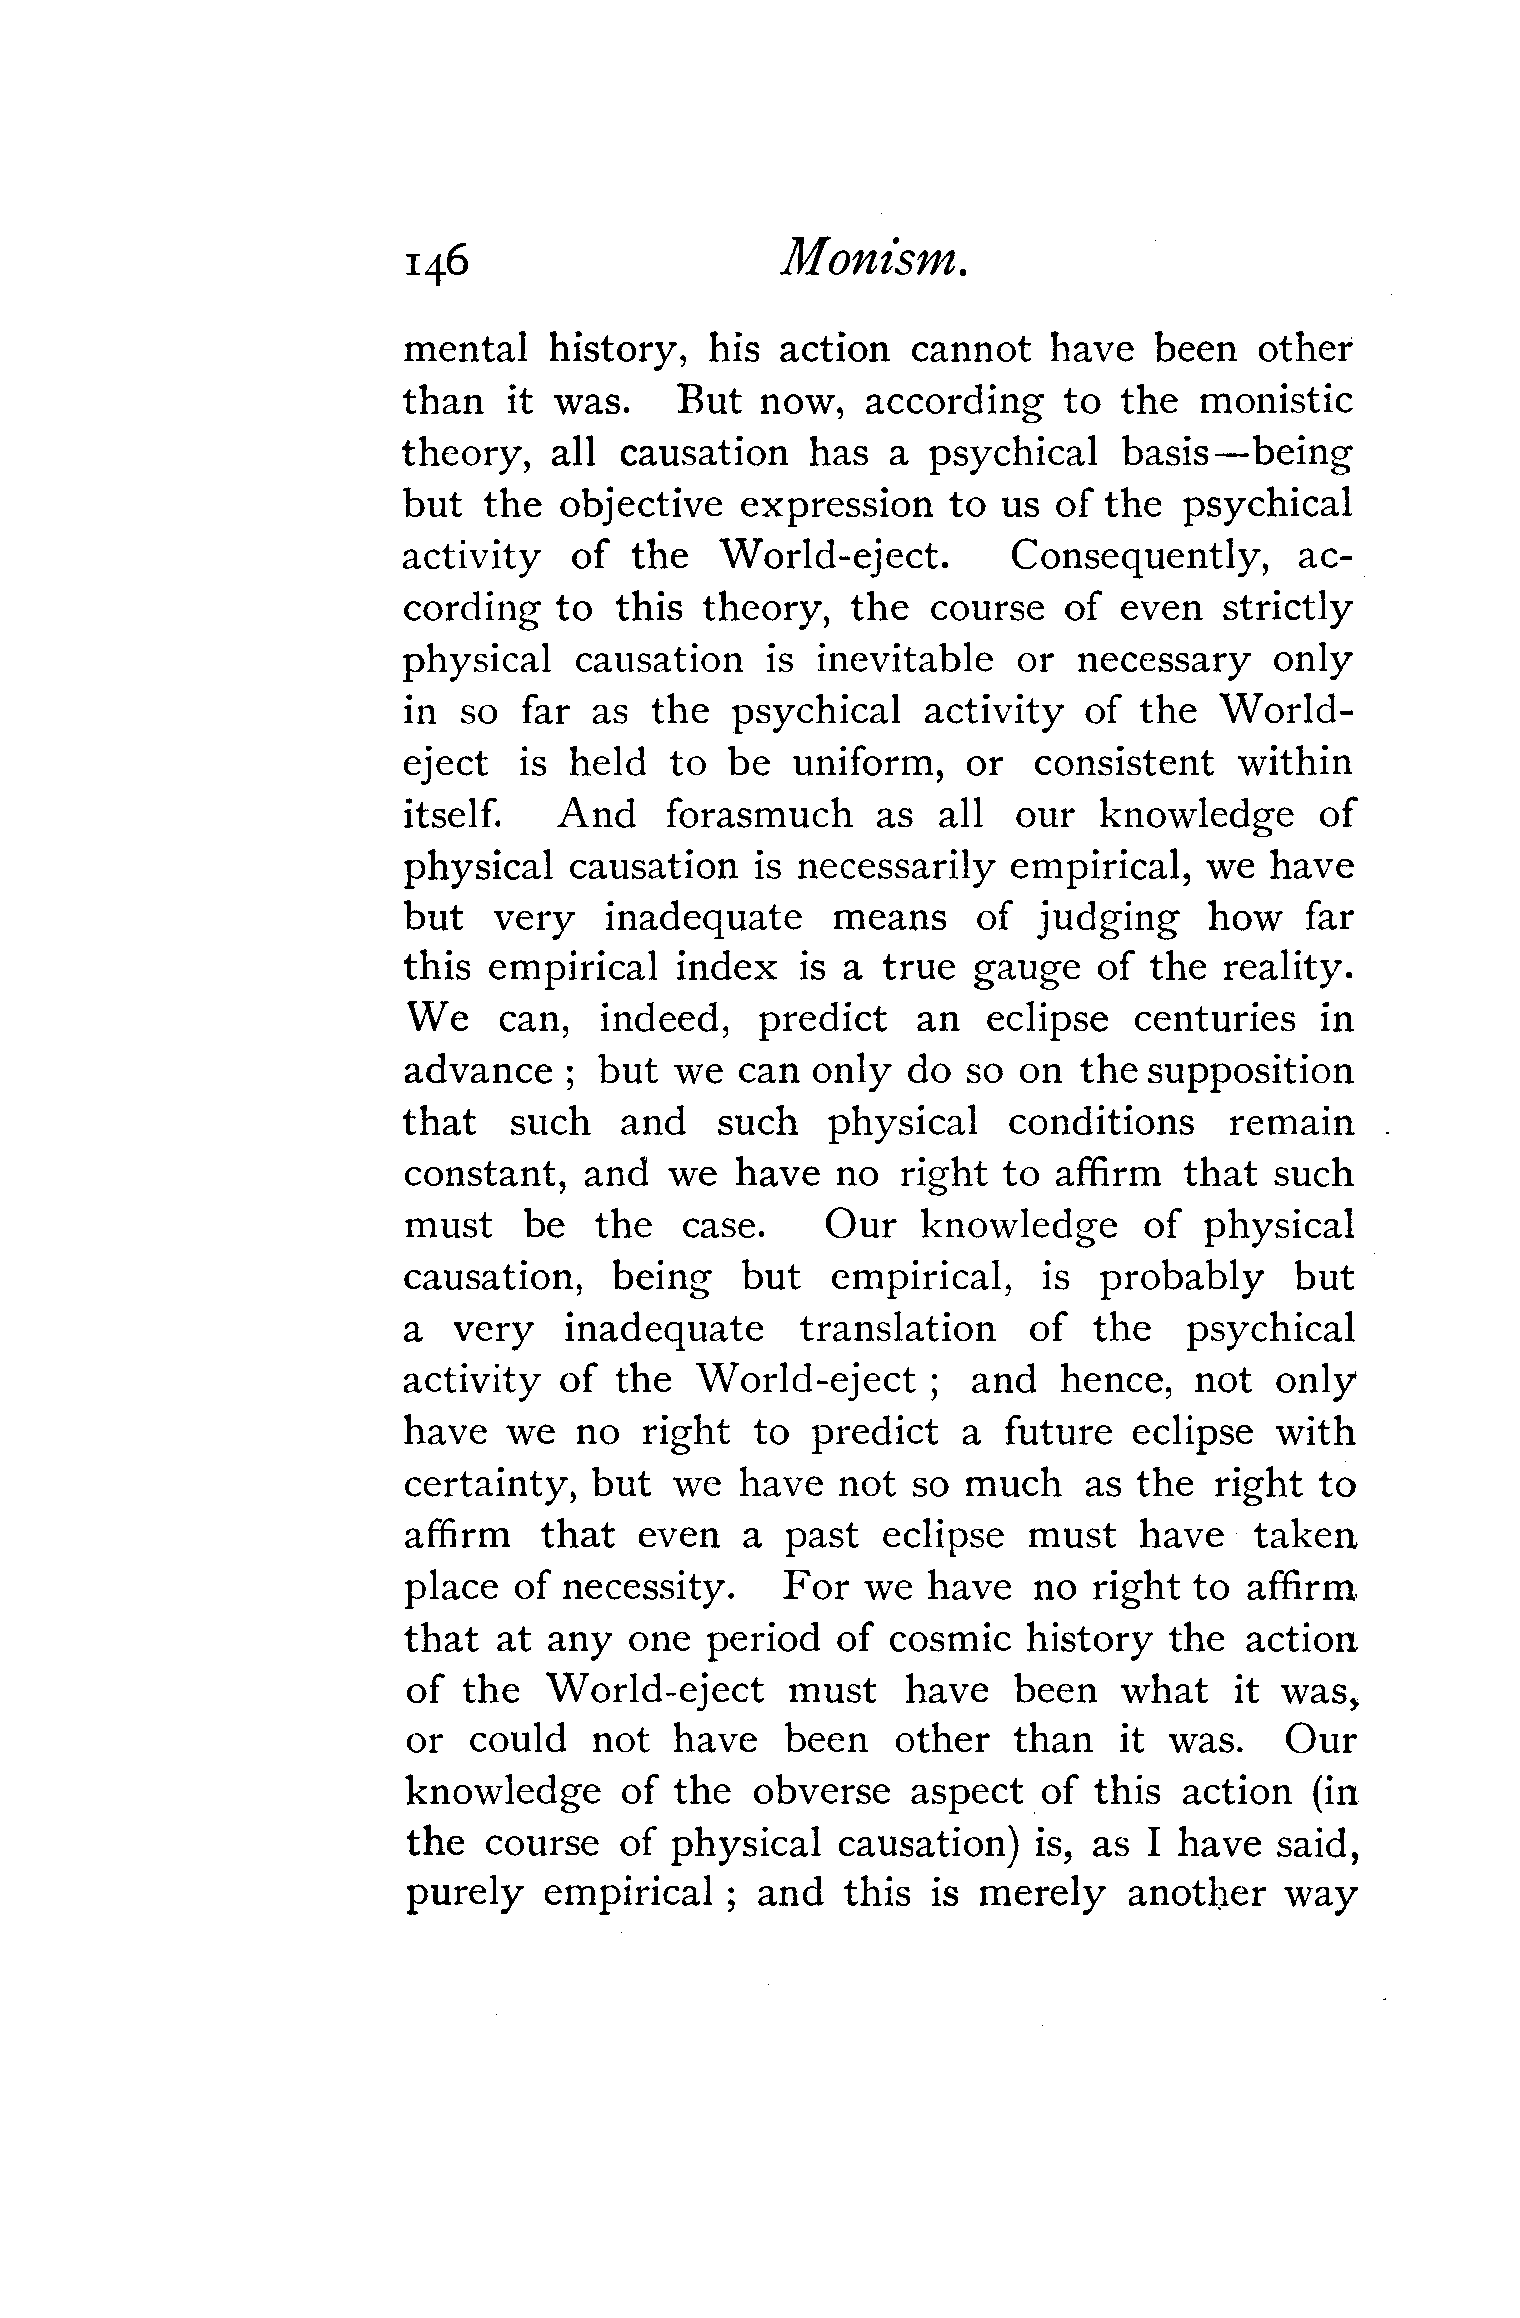 146 Monism.
mental history, his action cannot have been other
than it was. But now, according to the monistic
theory, all causation has a psychical basis—being
but the objective expression to us of the psychical
activity of the World-eject. Consequently, ac-
cording to this theory, the course of even strictly
physical causation is inevitable or necessary only
in so far as the psychical activity of the World-
eject is held to be uniform, or consistent within
itself. And forasmuch as all our knowledge of
physical causation is necessarily empirical, we have
but very inadequate means of judging how far
this empirical index is a true gauge of the reality.
We can, indeed, predict an eclipse centuries in
advance ; but we can only do so on the supposition
that such and such physical conditions remain
constant, and we have no right to affirm that such
must be the case. Our knowledge of physical
causation, being but empirical, is probably but
a very inadequate translation of the psychical
activity of the World-eject ; and hence, not only
have we no right to predict a future eclipse with
certainty, but we have not so much as the right to
affirm that even a past eclipse must have taken
place of necessity. For we have no right to affirm
that at any one period of cosmic history the action
of the World-eject must have been what it was,
or could not have been other than it was. Our
knowledge of the obverse aspect of this action (in
the course of physical causation) is, as I have said,
purely empirical ; and this is merely another way